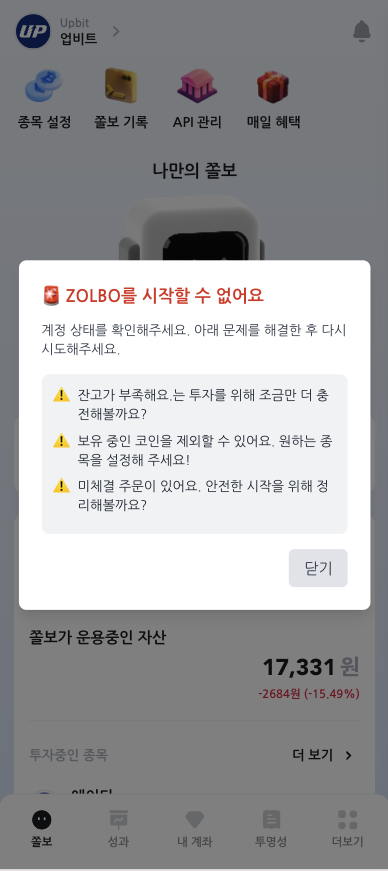 UP
Upbit
업비트
종목 설정
쫄보 기록
API 관리
매일 혜택
나만의 쫄보
ZOLBO를 시작할 수 없어요
계정 상태를 확인해주세요. 아래 문제를 해결한 후 다시
시도해주세요.
잔고가 부족해요.는 투자를 위해 조금만 더 충
전해볼까요?
보유 중인 코인을 제외할 수 있어요. 원하는 종
목을 설정해 주세요!
미체결 주문이 있어요. 안전한 시작을 위해 정
리해볼까요?
닫기
쫄보가 운용중인 자산
17,331 원
-2684원 (-15.49%)
투자중인 종목
더 보기
쫄보
성과
내 계좌
투명성
더보기